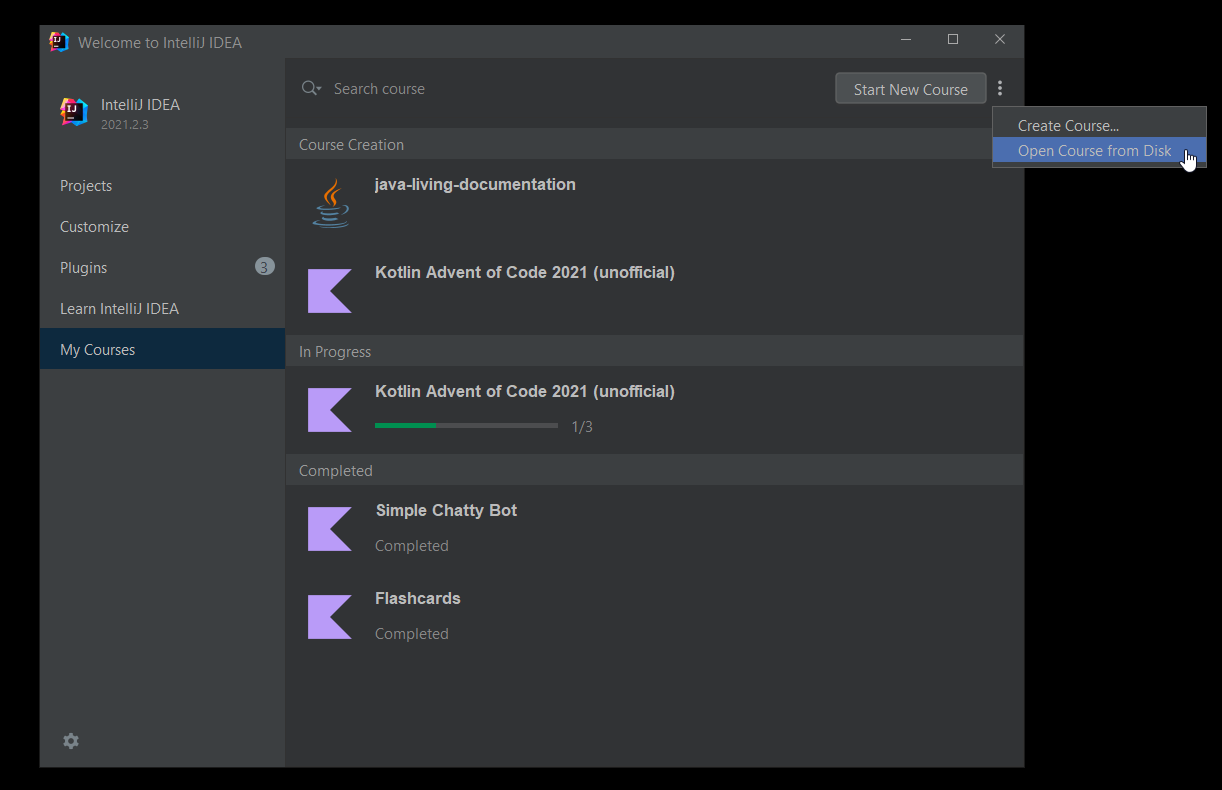 Welcome to IntelliJ IDEA
IJ
IntelliJ IDEA
2021.2.3
Projects
Customize
Plugins
3
Learn IntelliJ IDEA
My Courses
Search course
Start New Course
Create Course...
Open Course from Disk
Course Creation
java-living-documentation
Kotlin Advent of Code 2021 (unofficial)
In Progress
Kotlin Advent of Code 2021 (unofficial)
1/3
Completed
Simple Chatty Bot
Completed
Flashcards
Completed